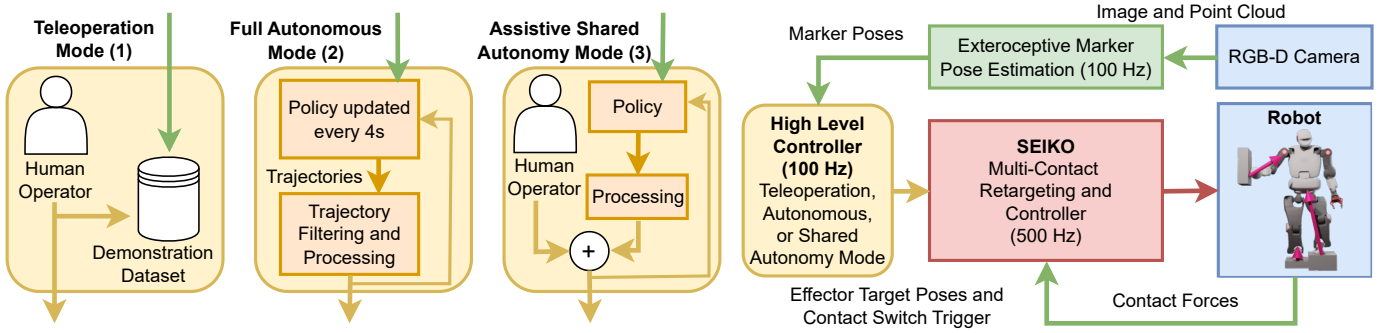 Teleoperation
Mode (1)
Human
Operator
Demonstration
Dataset
Full Autonomous
Mode (2)
Policy updated
every 4s
Trajectories
Trajectory
Filtering and
Processing
Assistive Shared
Autonomy Mode (3)
Human
Operator
Policy
Processing
+
Marker Poses
Exteroceptive Marker
Pose Estimation (100 Hz)
Image and Point Cloud
RGB-D Camera
High Level
Controller
(100 Hz)
Teleoperation,
Autonomous,
or Shared
Autonomy Mode
SEIKO
Multi-Contact
Retargeting and
Controller
(500 Hz)
Robot
Effector Target Poses and
Contact Switch Trigger
Contact Forces